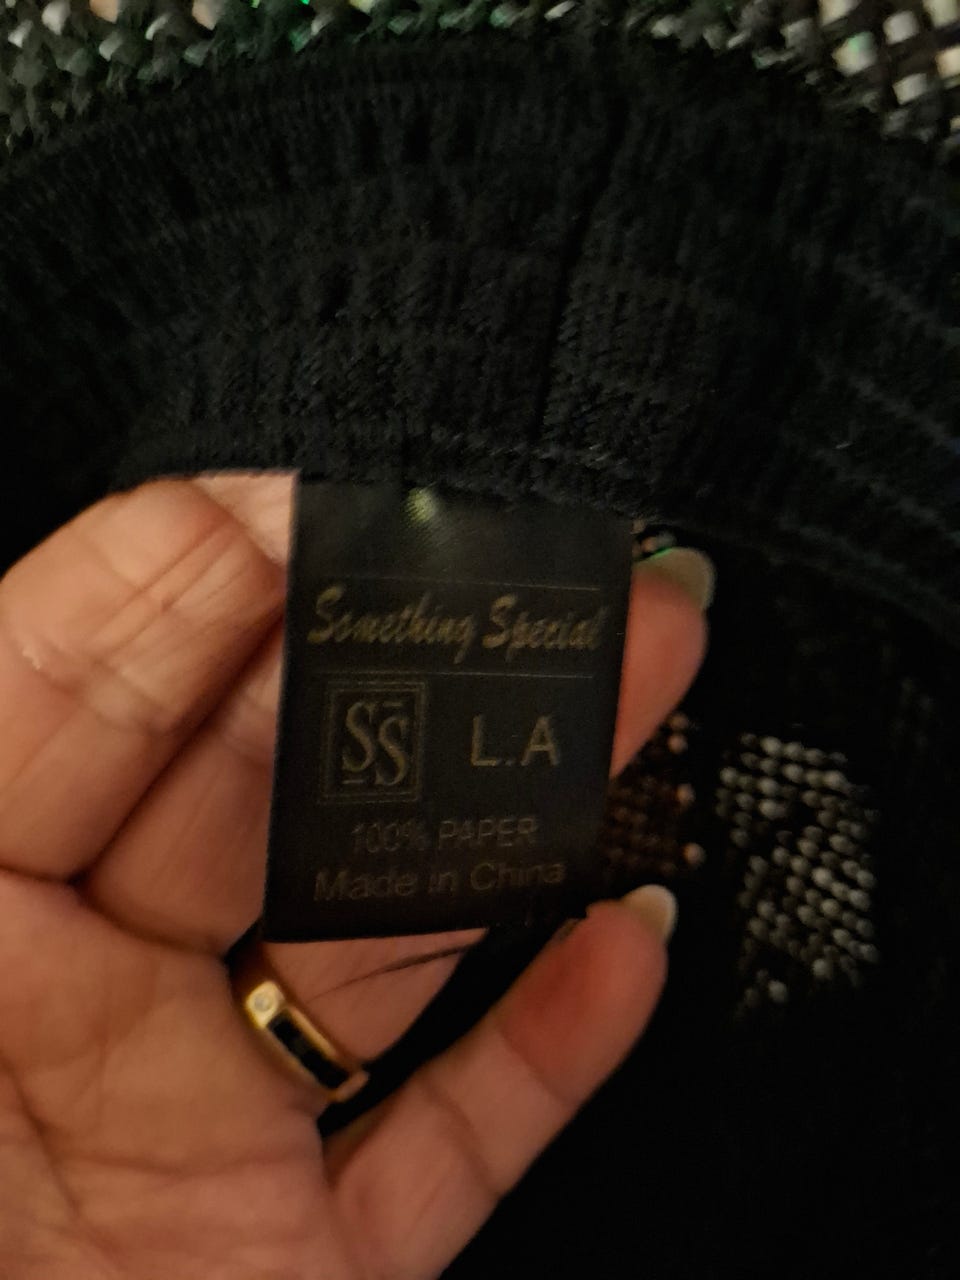 Something Special
SS L.A
100% PAPER
Made in China